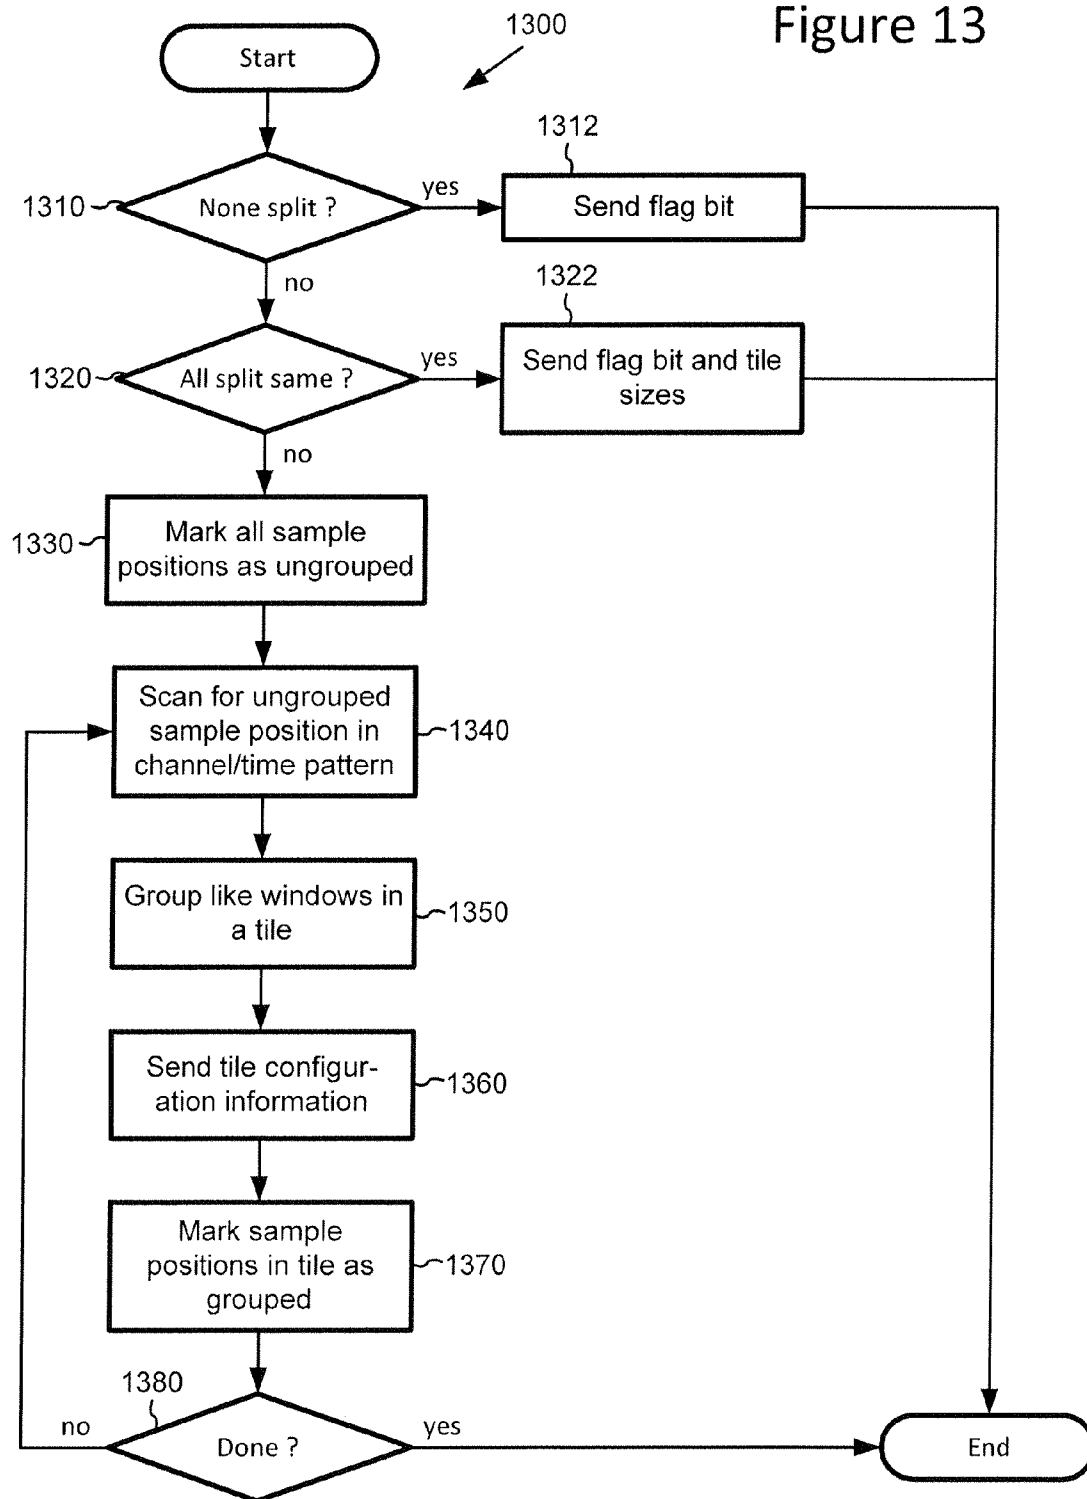 Figure 13
1300
Start
1310
None split ?
yes
1312
Send flag bit
no
1320
All split same ?
yes
1322
Send flag bit and tile
sizes
no
1330
Mark all sample
positions as ungrouped
Scan for ungrouped
sample position in
channel/time pattern
1340
Group like windows in
a tile
1350
Send tile configur-
ation information
1360
Mark sample
positions in tile as
grouped
1370
1380
no
Done ?
yes
End